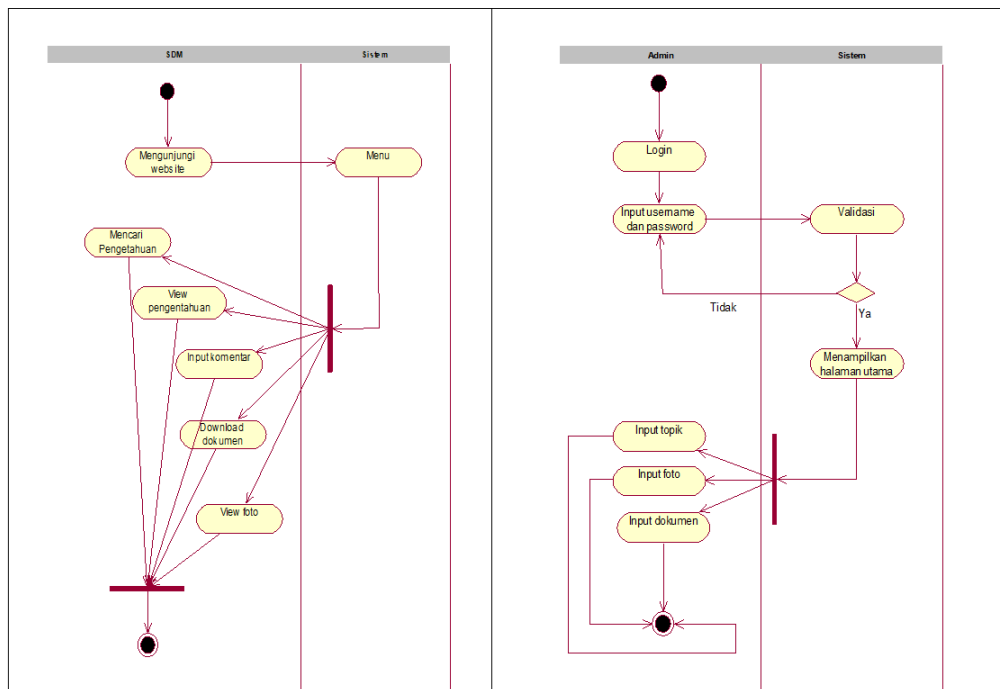 SDM
Sistem
Mengunjungi
website
Menu
Mencari
Pengetahuan
View
pengentahuan
Input komentar
Download
dokumen
View foto
Admin
Sistem
Login
Input username
dan password
Validasi
Tidak
Ya
Menampilkan
halaman utama
Input topik
Input foto
Input dokumen